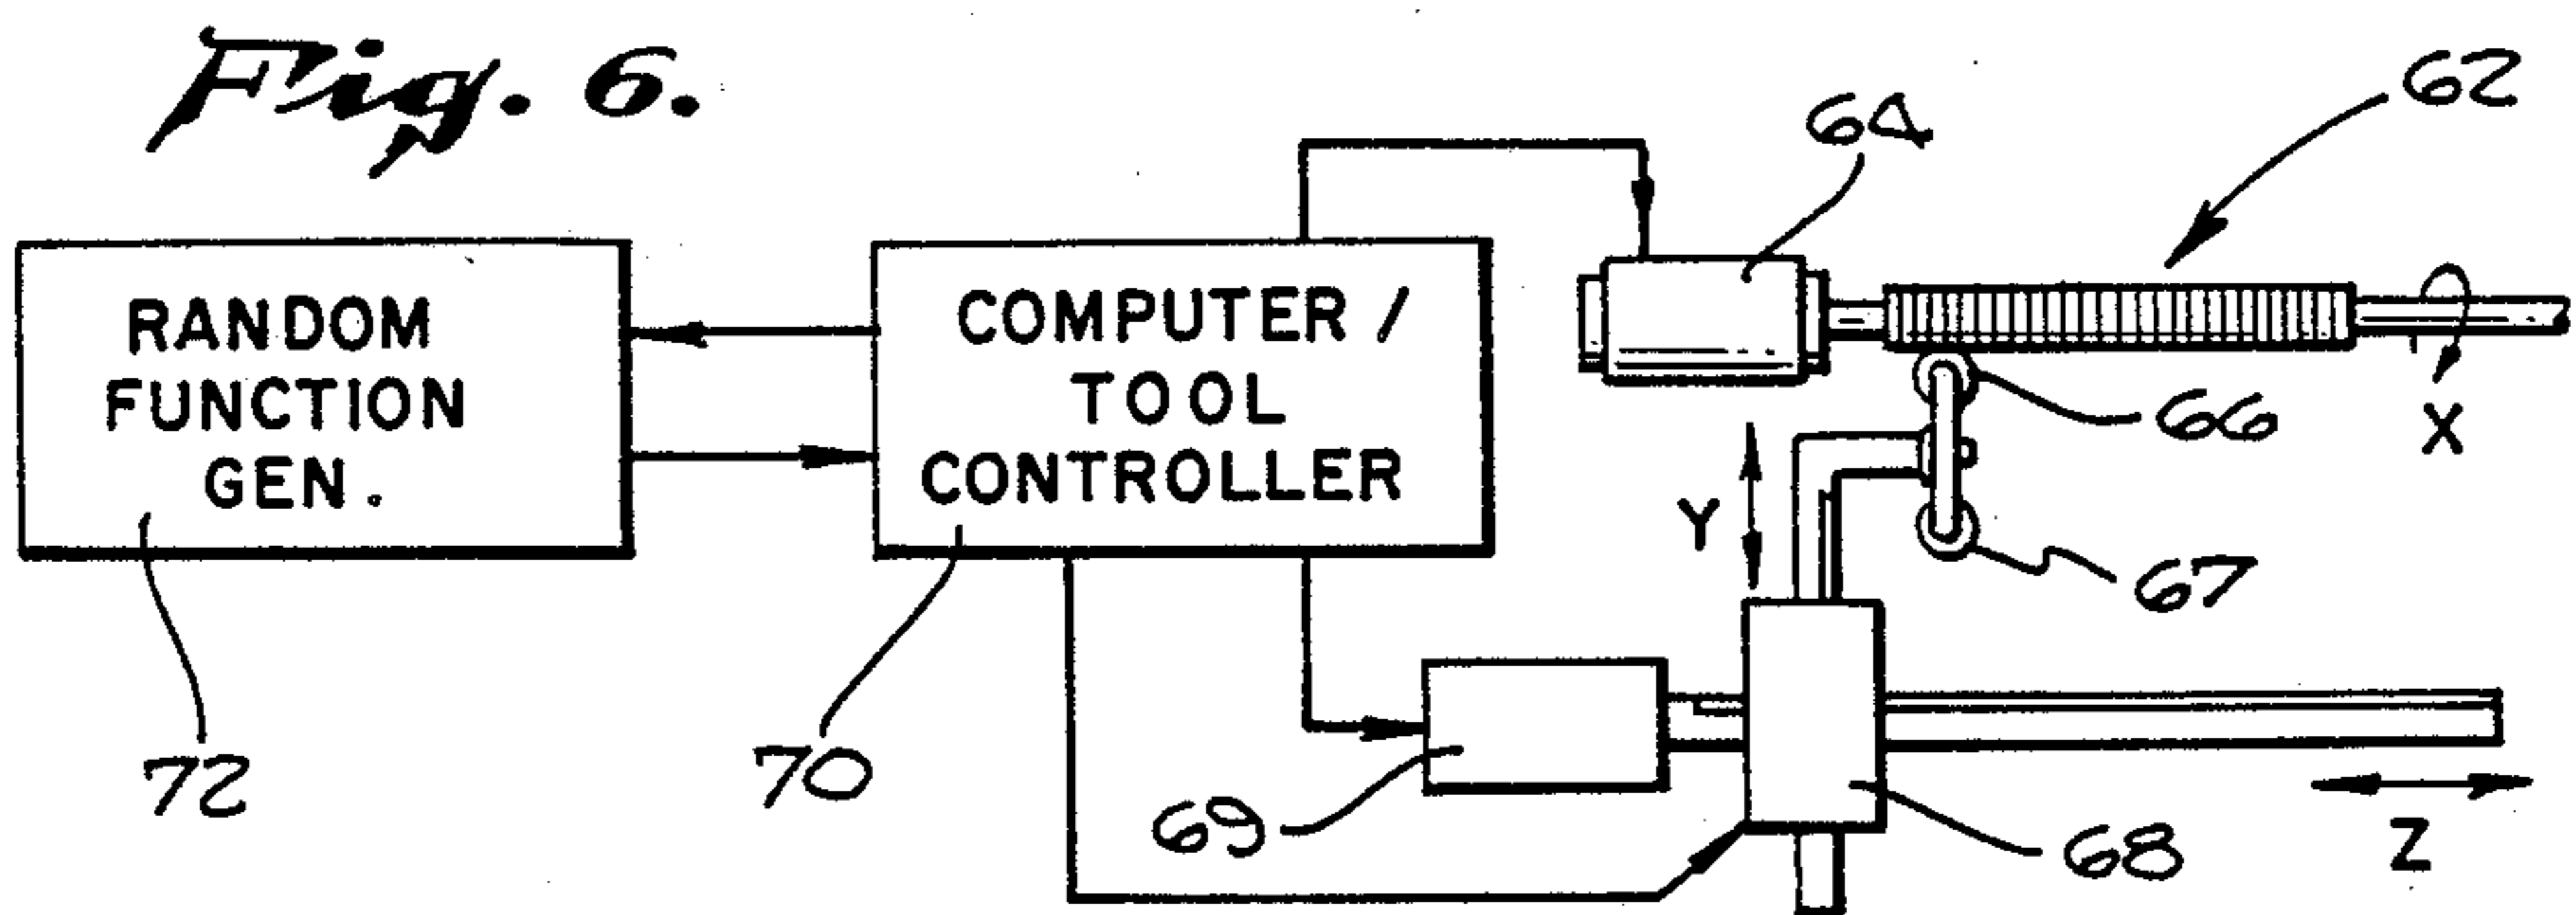 Fig. 6.
62
64
RANDOM
FUNCTION
GEN.
COMPUTER /
TOOL
CONTROLLER
66
X
Y
67
72
70
69
68
Z